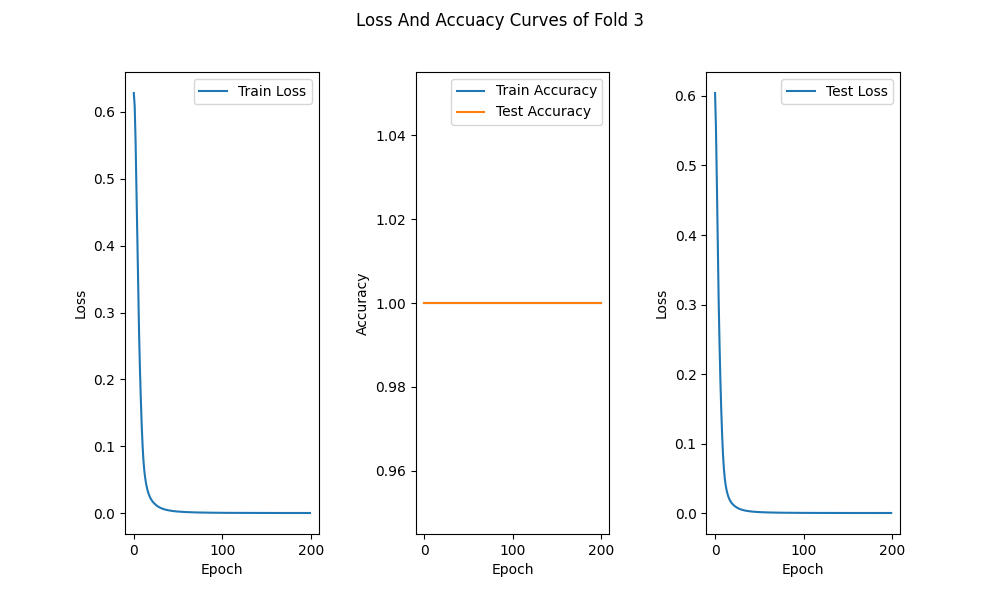 Loss And Accuacy Curves of Fold 3
Train Loss
0.6
0.5
0.4
0.3
0.2
0.1
0.0
Loss
0
100
200
Epoch
Train Accuracy
Test Accuracy
1.04
1.02
1.00
0.98
0.96
Accuracy
0
100
200
Epoch
Test Loss
0.6
0.5
0.4
0.3
0.2
0.1
0.0
Loss
0
100
200
Epoch